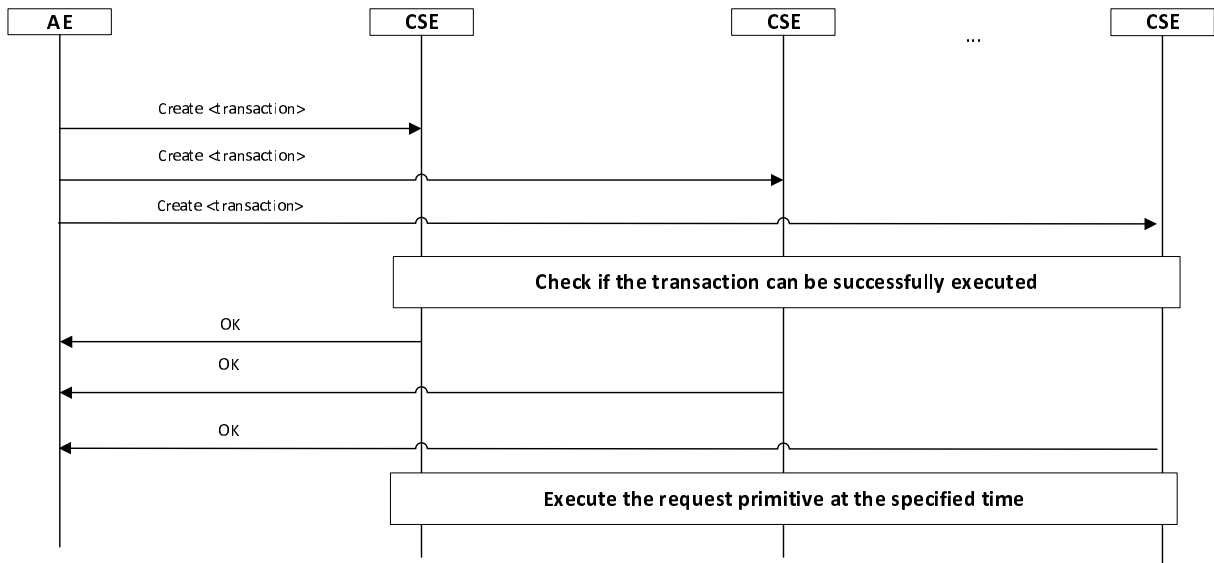 AE
CSE
CSE
...
CSE
Create <transaction>
Create <transaction>
Create <transaction>
Check if the transaction can be successfully executed
OK
OK
OK
Execute the request primitive at the specified time